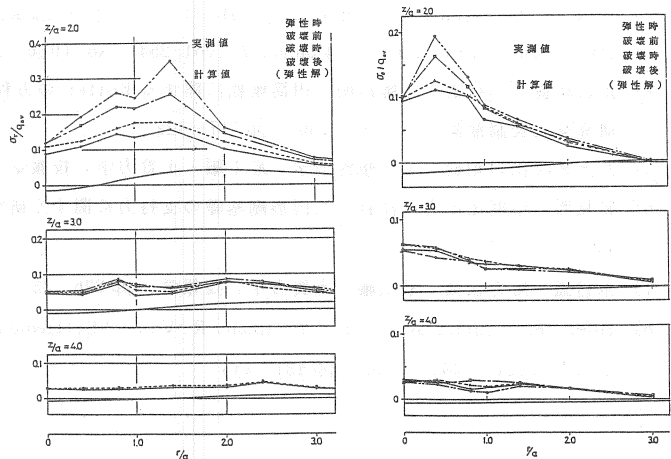 z/a=2.0
弾性時
破壊前
実測値
破壊時
破壊後
計算値
(弾性解)
0.4
0.3
0.2
0.1
0
σr/qav
z/a=3.0
0.2
0.1
0
z/a=4.0
0.1
0
0
1.0
2.0
3.0
r/a
z/a=2.0
弾性時
破壊前
実測値
破壊時
破壊後
計算値
(弾性解)
0.2
0.1
0
z/a=3.0
0.1
0
z/a=4.0
0.1
0
0
1.0
2.0
3.0
r/a